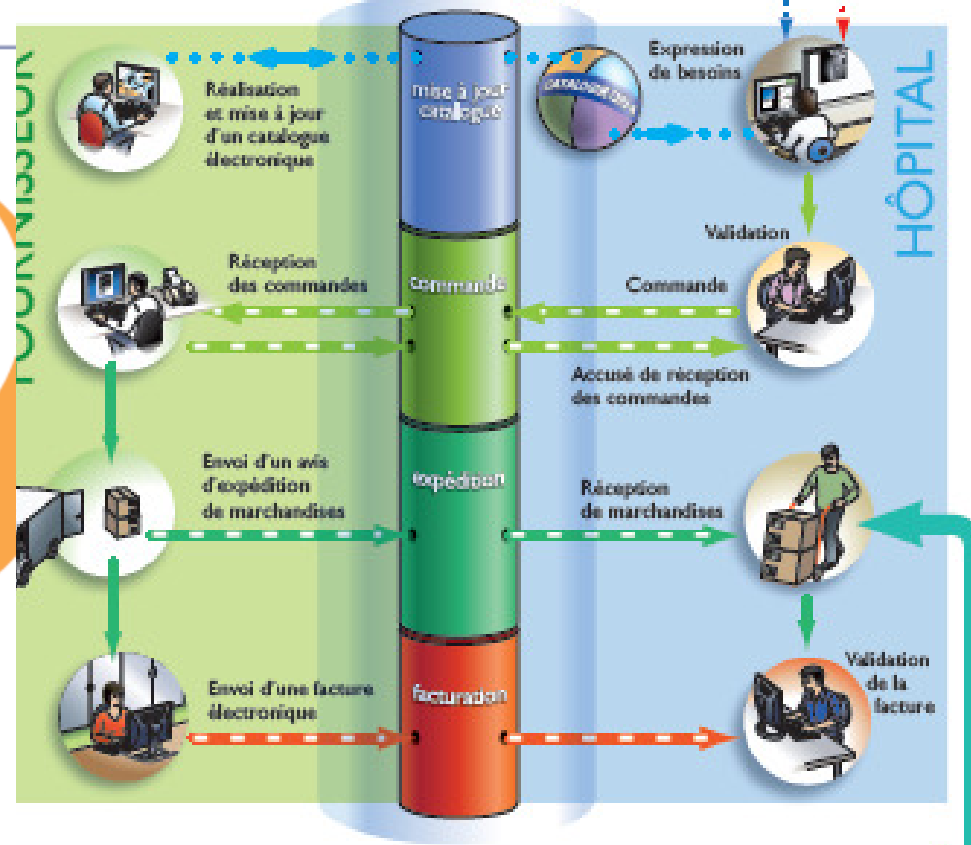 FOURNISSEUR
HÔPITAL
Réalisation
et mise à jour
d'un catalogue
électronique
mise à jour
catalogue
Expression
de besoins
Validation
Réception
des commandes
commande
Commande
Accusé de réception
des commandes
Envoi d'un avis
d'expédition
de marchandises
expédition
Réception
de marchandises
Envoi d'une facture
électronique
facturation
Validation
de la
facture